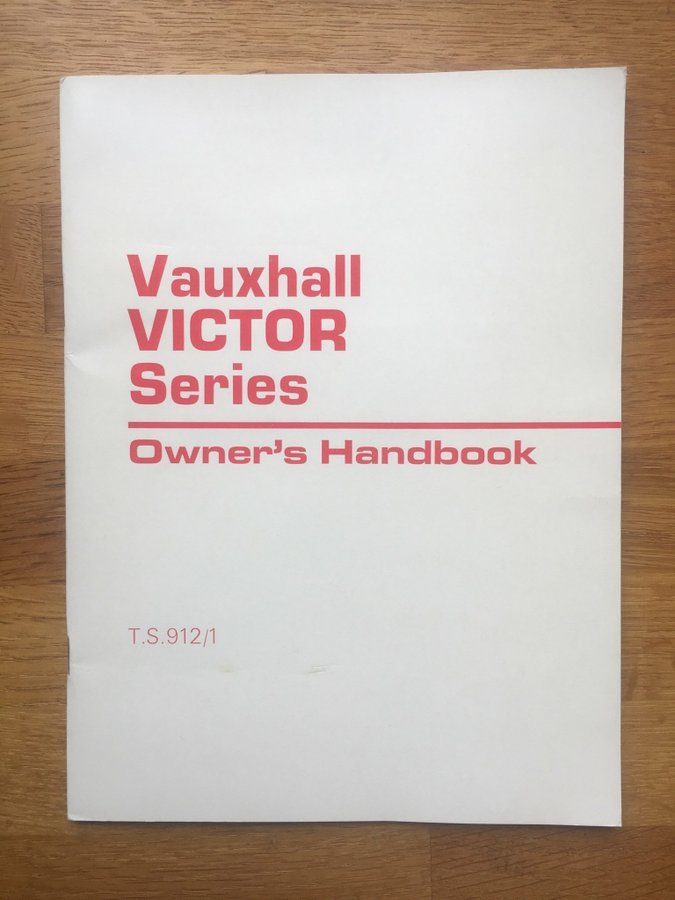 Vauxhall
VICTOR
Series
Owner's Handbook
T.S.912/1